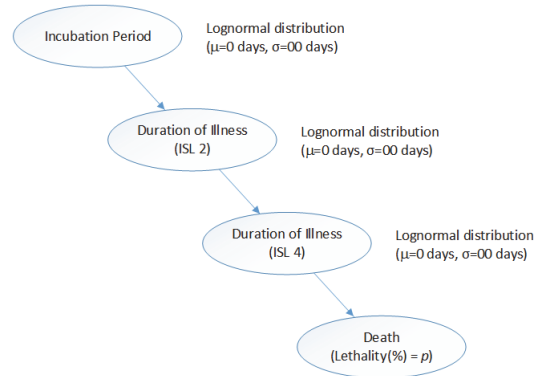 Incubation Period
Lognormal distribution
(μ=0 days, σ=00 days)
Duration of Illness
(ISL 2)
Lognormal distribution
(μ=0 days, σ=00 days)
Duration of Illness
(ISL 4)
Lognormal distribution
(μ=0 days, σ=00 days)
Death
(Lethality(%) = p)